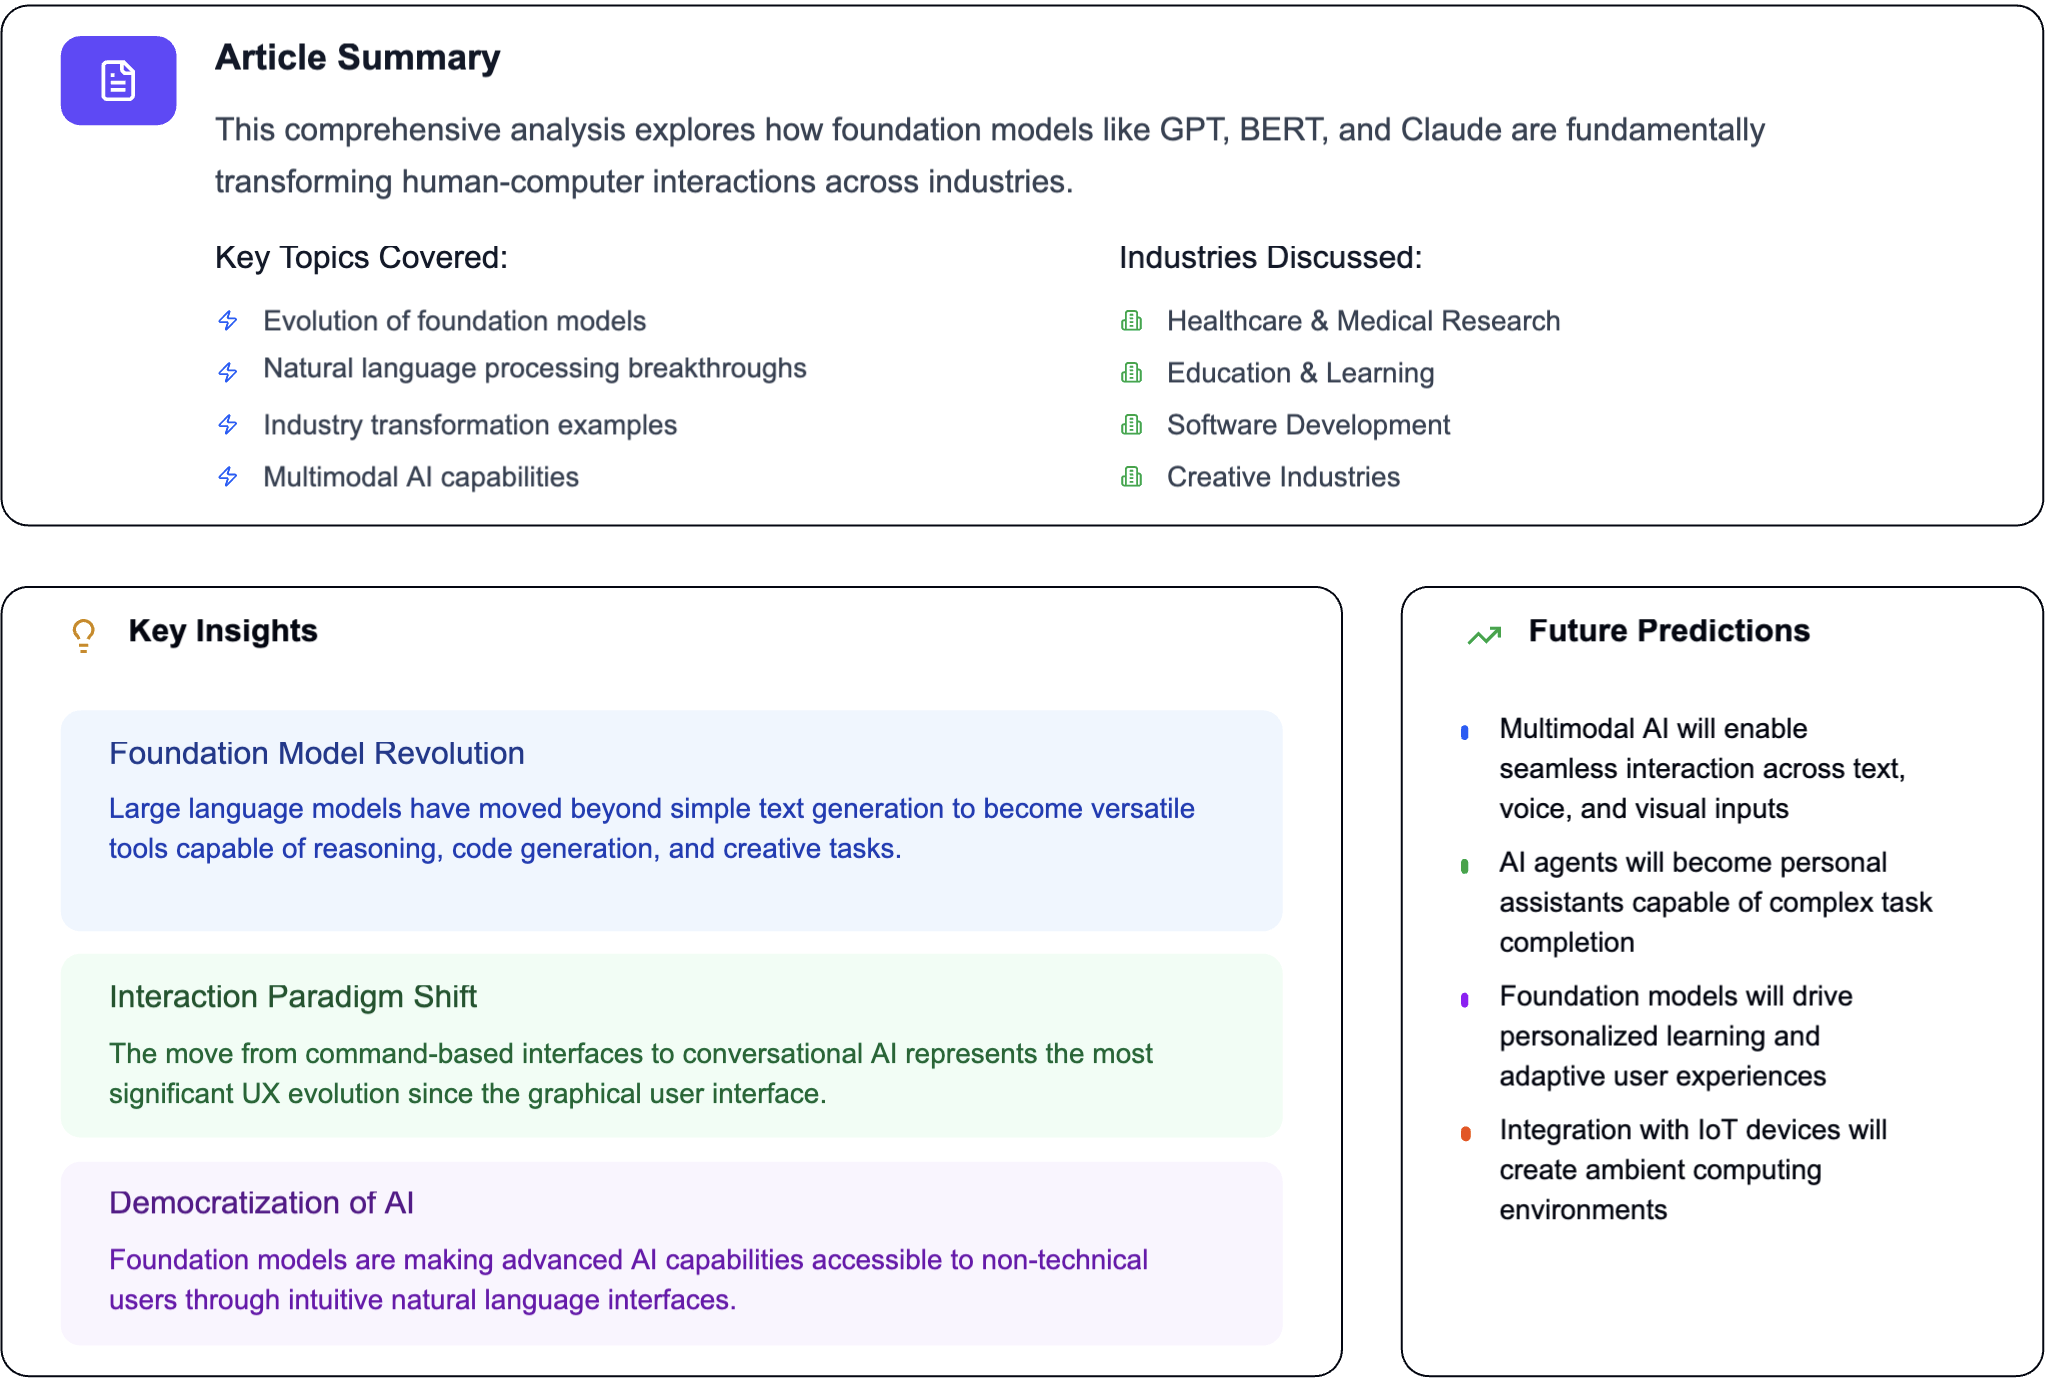 Article Summary
This comprehensive analysis explores how foundation models like GPT, BERT, and Claude are fundamentally
transforming human-computer interactions across industries.
Key Topics Covered:
Evolution of foundation models
Natural language processing breakthroughs
Industry transformation examples
Multimodal AI capabilities
Industries Discussed:
Healthcare & Medical Research
Education & Learning
Software Development
Creative Industries
Key Insights
Foundation Model Revolution
Large language models have moved beyond simple text generation to become versatile
tools capable of reasoning, code generation, and creative tasks.
Interaction Paradigm Shift
The move from command-based interfaces to conversational AI represents the most
significant UX evolution since the graphical user interface.
Democratization of AI
Foundation models are making advanced AI capabilities accessible to non-technical
users through intuitive natural language interfaces.
Future Predictions
Multimodal AI will enable
seamless interaction across text,
voice, and visual inputs
AI agents will become personal
assistants capable of complex task
completion
Foundation models will drive
personalized learning and
adaptive user experiences
Integration with IoT devices will
create ambient computing
environments